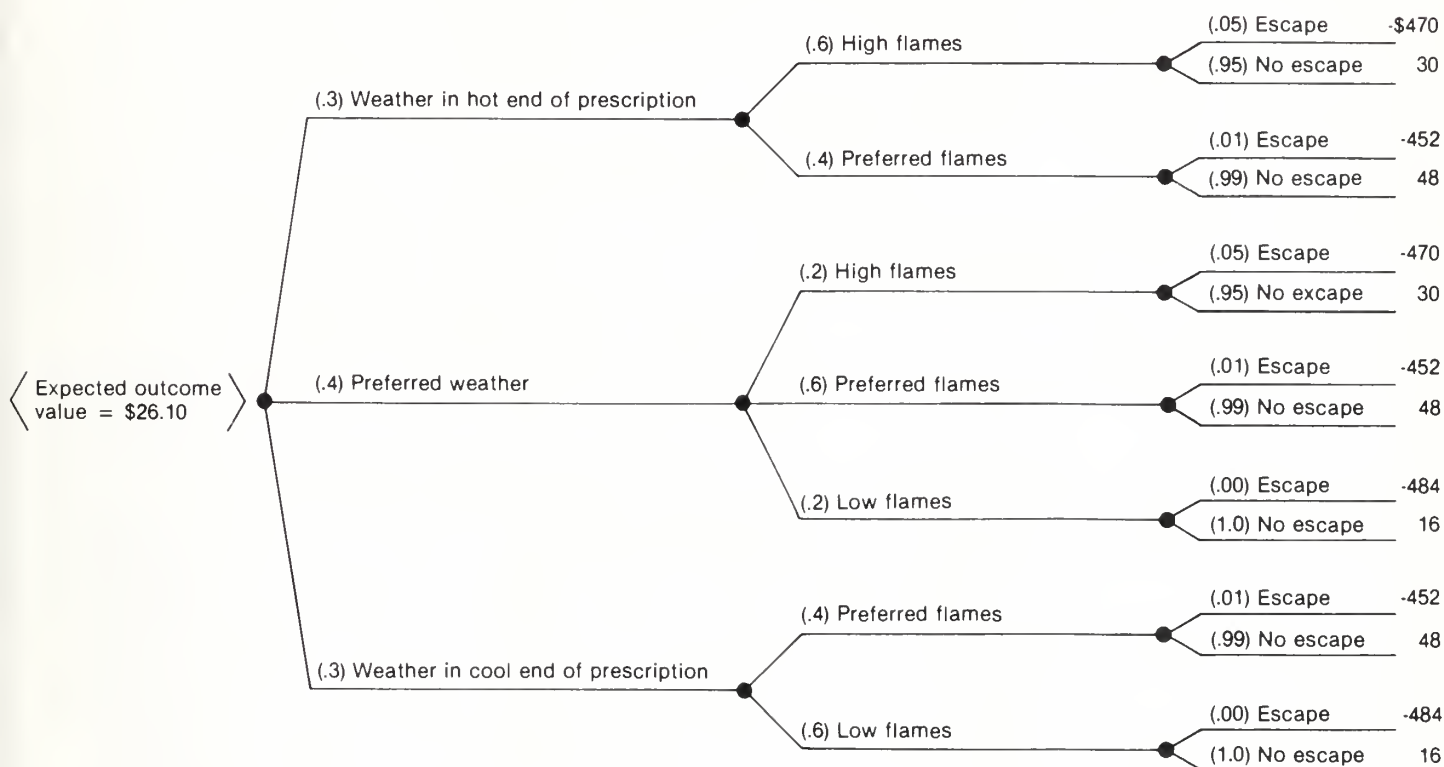 (.05) Escape -$470
(.6) High flames
(.95) No escape 30
(.3) Weather in hot end of prescription
(.01) Escape -452
(.4) Preferred flames
(.99) No escape 48
(.05) Escape -470
(.2) High flames
(.95) No excape 30
(.01) Escape -452
Expected outcome
value = $26.10
(.4) Preferred weather
(.6) Preferred flames
(.99) No escape 48
(.00) Escape -484
(.2) Low flames
(1.0) No escape 16
(.01) Escape -452
(.4) Preferred flames
(.99) No escape 48
(.3) Weather in cool end of prescription
(.00) Escape -484
(.6) Low flames
(1.0) No escape 16